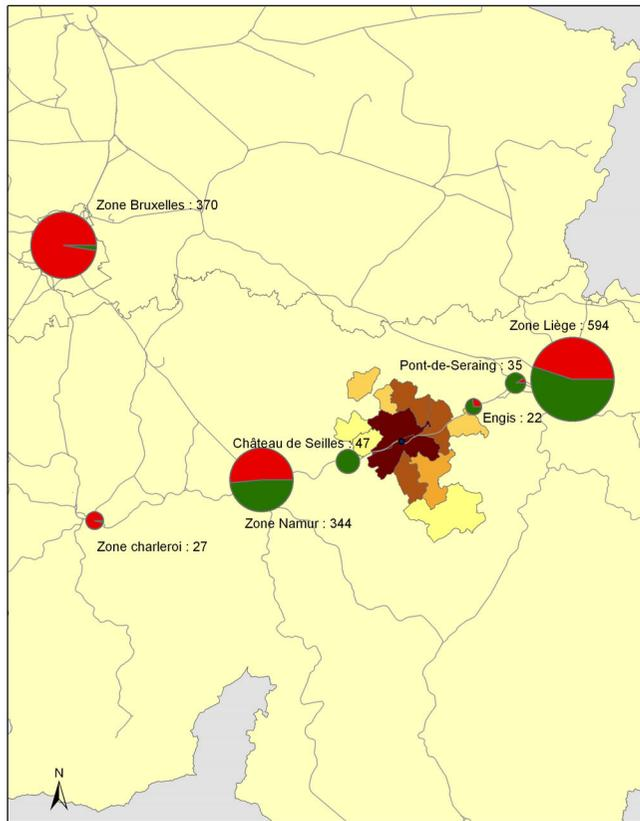 Zone Bruxelles : 370
Zone Liège : 594
Pont-de-Seraing : 35
Engis : 22
Château de Seilles : 47
Zone Namur : 344
Zone charleroi : 27
N